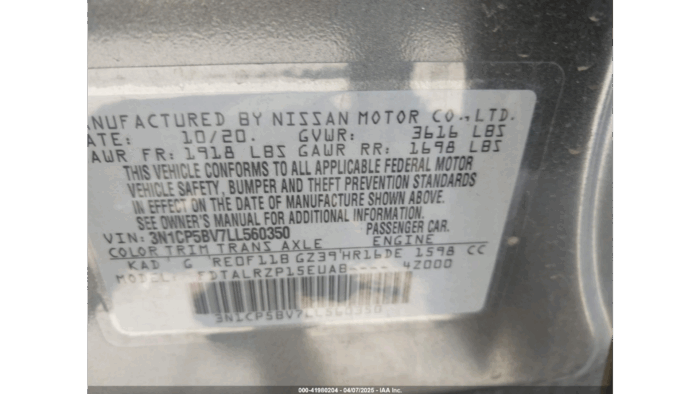 NUFACTURED BY NISSAN MOTOR CO.,LTD.
ATE: 10/20. GVWR: 3616 LBS
AWR FR: 1918 LBS GAWR RR: 1698 LBS
THIS VEHICLE CONFORMS TO ALL APPLICABLE FEDERAL MOTOR
VEHICLE SAFETY, BUMPER AND THEFT PREVENTION STANDARDS
IN EFFECT ON THE DATE OF MANUFACTURE SHOWN ABOVE.
SEE OWNER'S MANUAL FOR ADDITIONAL INFORMATION.
VIN: 3N1CP5BV7LL560350 PASSENGER CAR.
COLOR TRIM TRANS AXLE ENGINE
KAD G RE0F11B GZ39 HR16DE 1598 CC
MODEL FDTALRZP15EUAB---- 4Z000
3N1CP5BV7LL560350
000-41990204 - 04/07/2025 - IAA Inc.